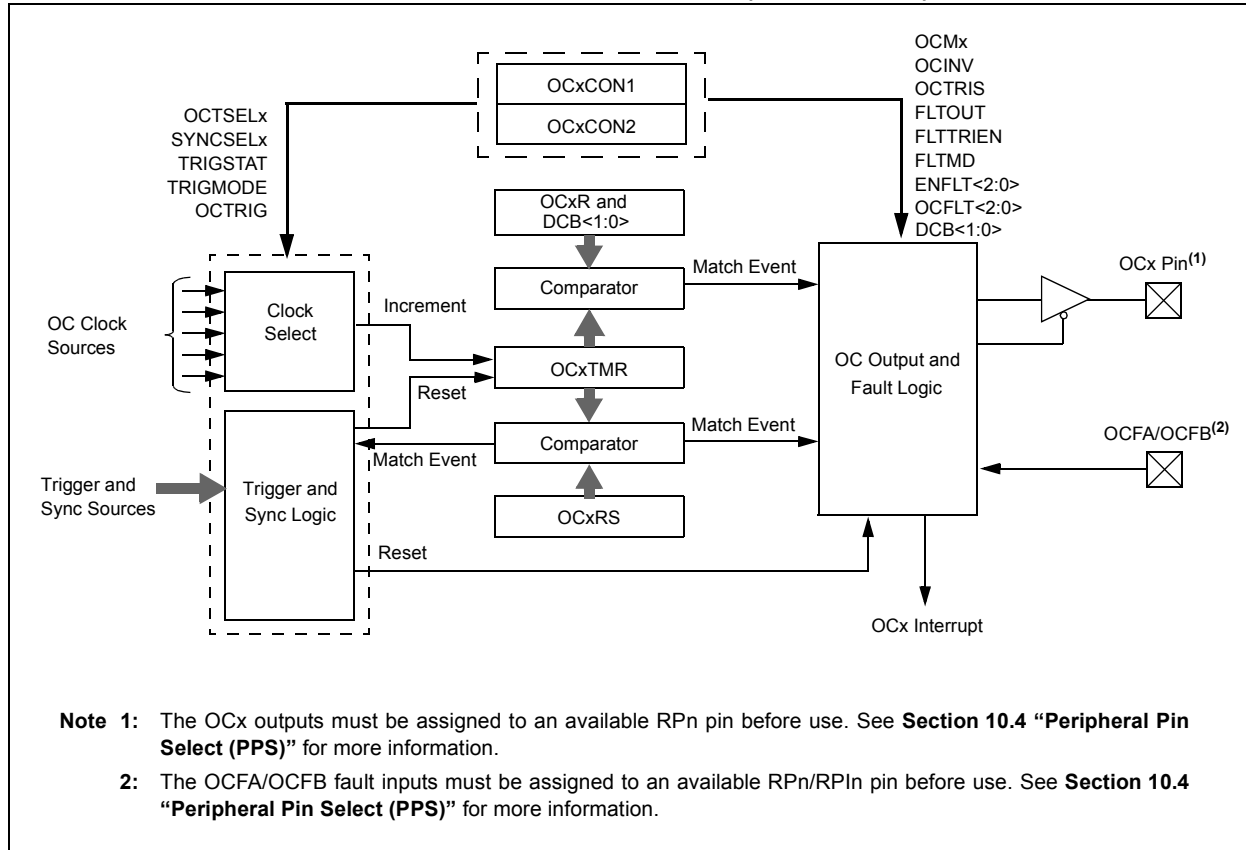 OCxCON1
OCxCON2
OCTSELx
SYNCSELx
TRIGSTAT
TRIGMODE
OCTRIG
OCMx
OCINV
OCTRIS
FLTOUT
FLTTRIEN
FLTMD
ENFLT<2:0>
OCFLT<2:0>
DCB<1:0>
OCxR and
DCB<1:0>
Match Event
Comparator
OCx Pin(1)
Clock
Select
Increment
OC Clock
Sources
OCxTMR
OC Output and
Fault Logic
Reset
Match Event
Comparator
OCFA/OCFB(2)
Match Event
Trigger and
Sync Sources
Trigger and
Sync Logic
OCxRS
Reset
OCx Interrupt
Note 1: The OCx outputs must be assigned to an available RPn pin before use. See Section 10.4 “Peripheral Pin
Select (PPS)” for more information.
2: The OCFA/OCFB fault inputs must be assigned to an available RPn/RPIn pin before use. See Section 10.4
“Peripheral Pin Select (PPS)” for more information.